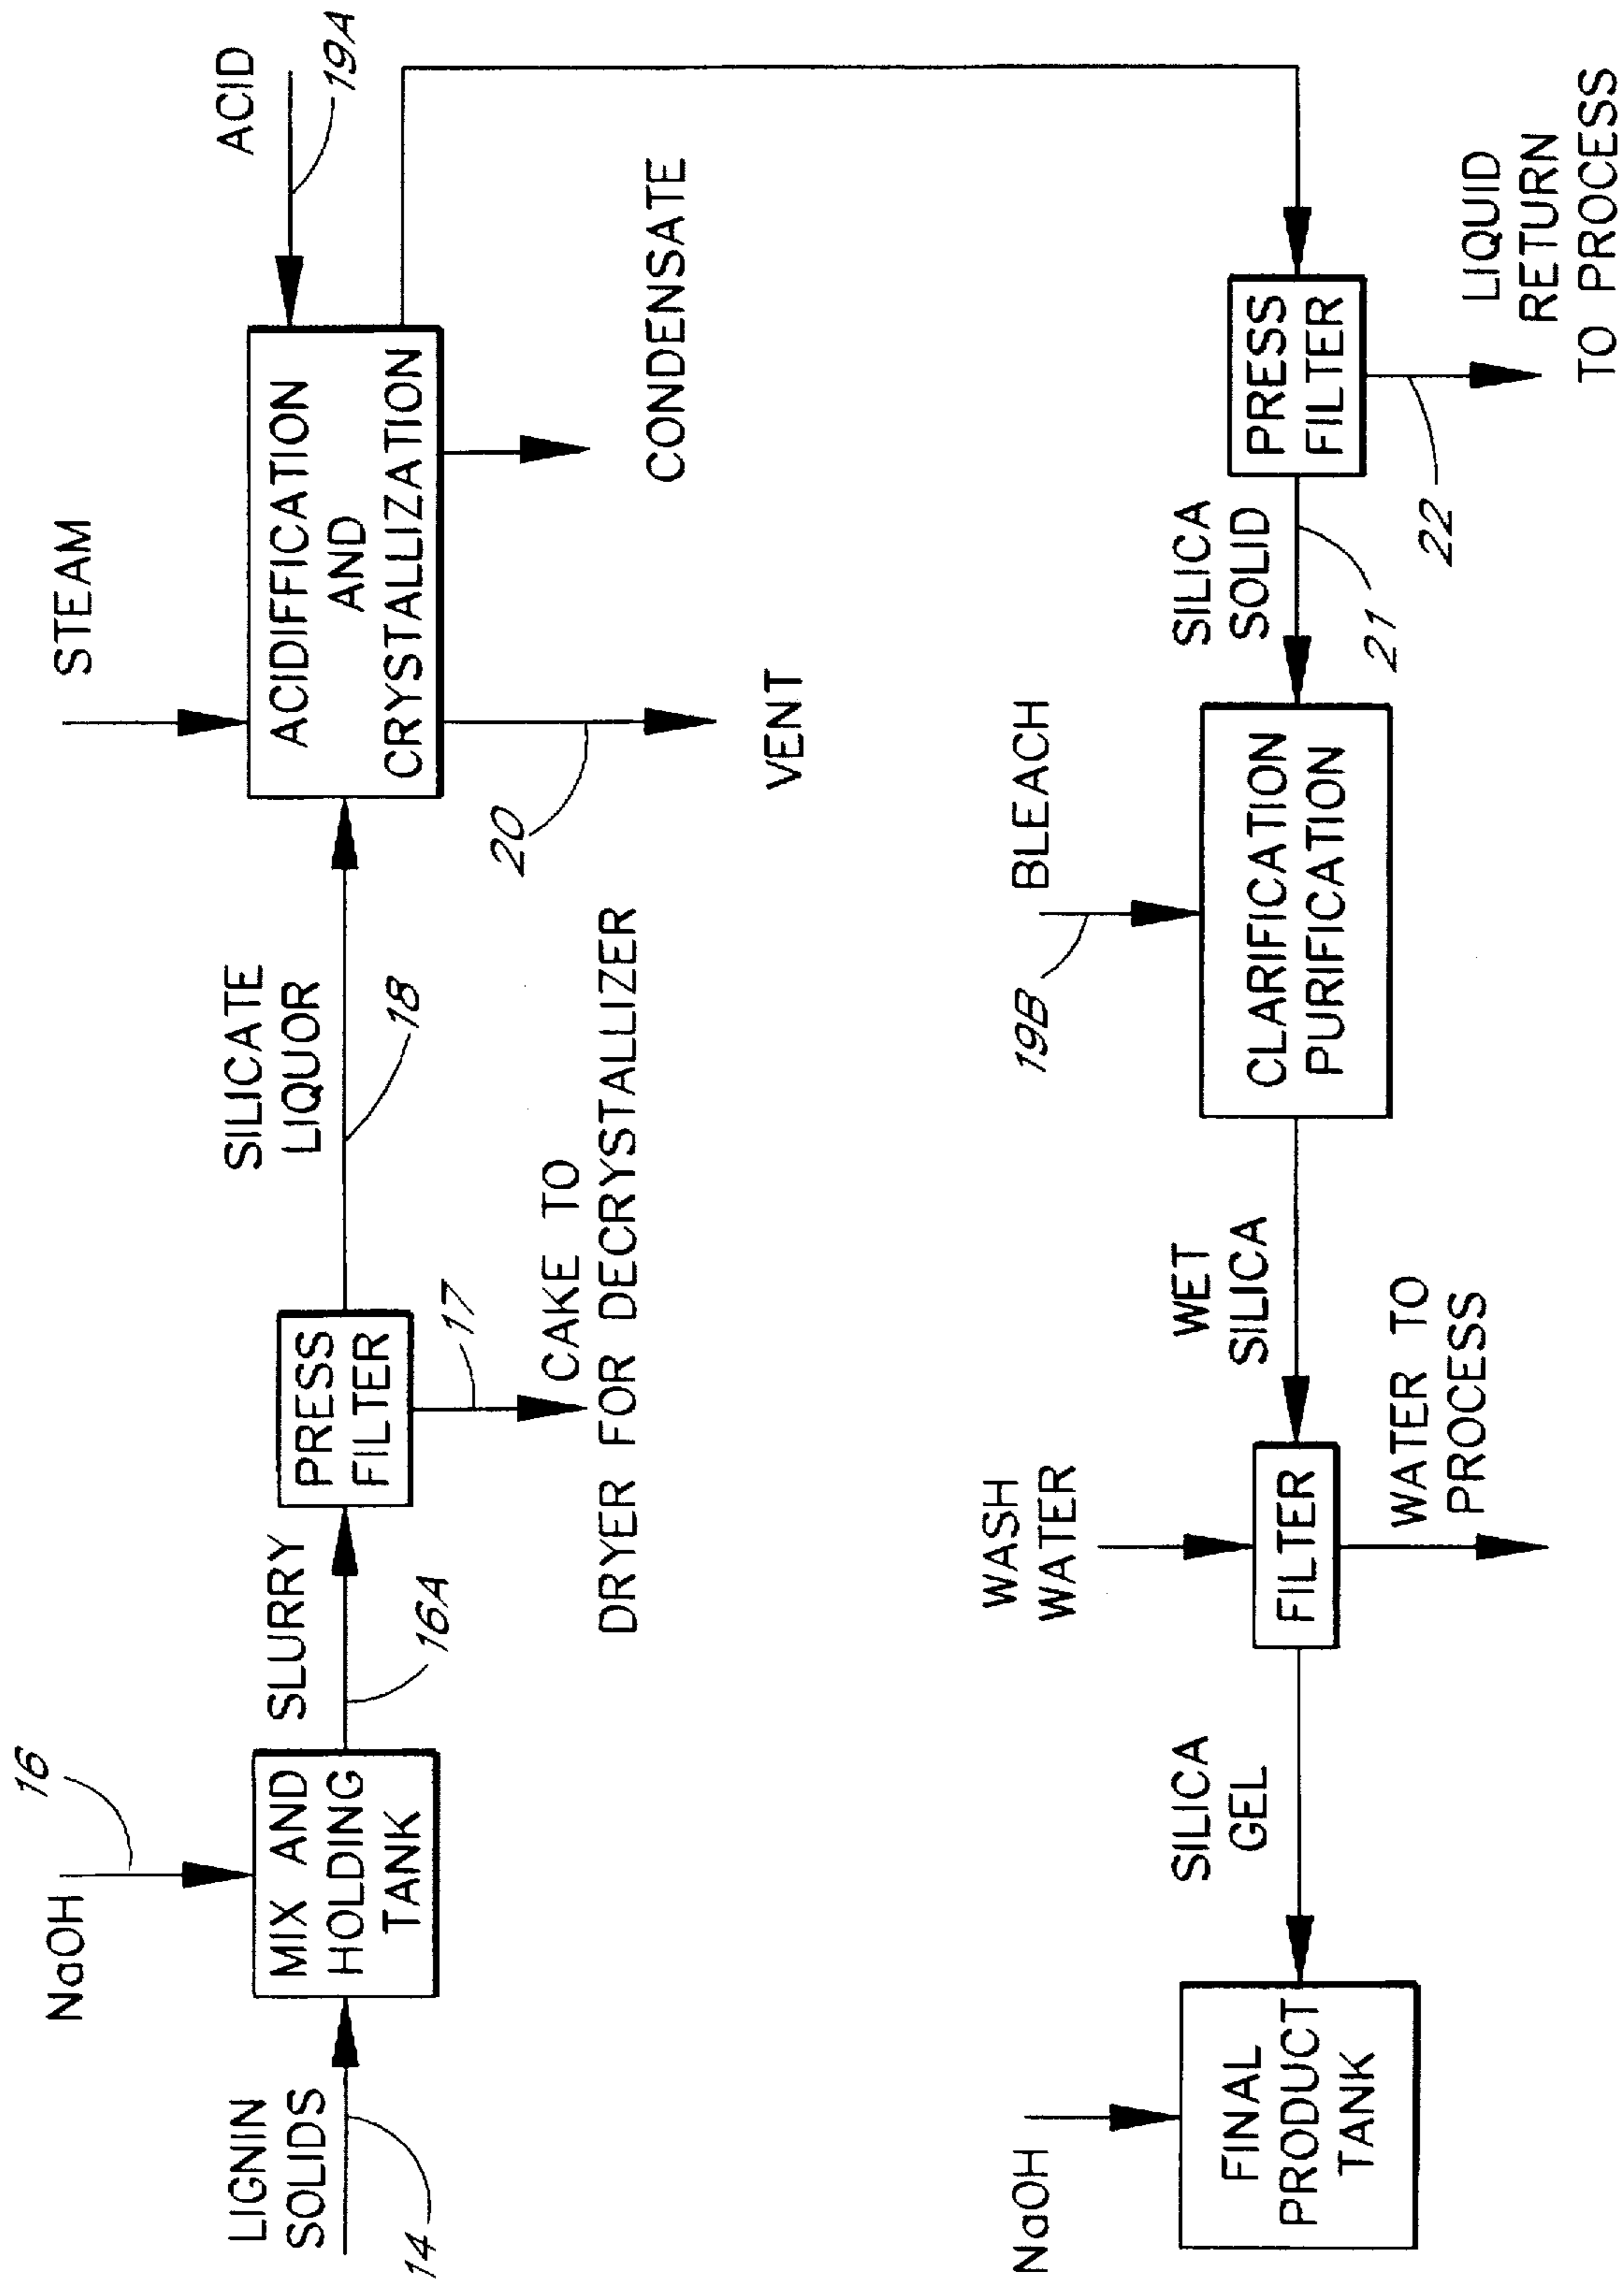 LIGNIN
SOLIDS
14
NaOH
16
MIX AND
HOLDING
TANK
SLURRY
16A
PRESS
FILTER
17
CAKE TO
DRYER FOR DECRYSTALLIZER
SILICATE
LIQUOR
18
STEAM
ACIDIFFICATION
AND
CRYSTALLIZATION
20
VENT
CONDENSATE
ACID
19A
PRESS
FILTER
22
LIQUID
RETURN
TO PROCESS
SILICA
SOLID
21
BLEACH
19B
CLARIFICATION
PURIFICATION
WET
SILICA
WASH
WATER
FILTER
WATER TO
PROCESS
SILICA
GEL
NaOH
FINAL
PRODUCT
TANK